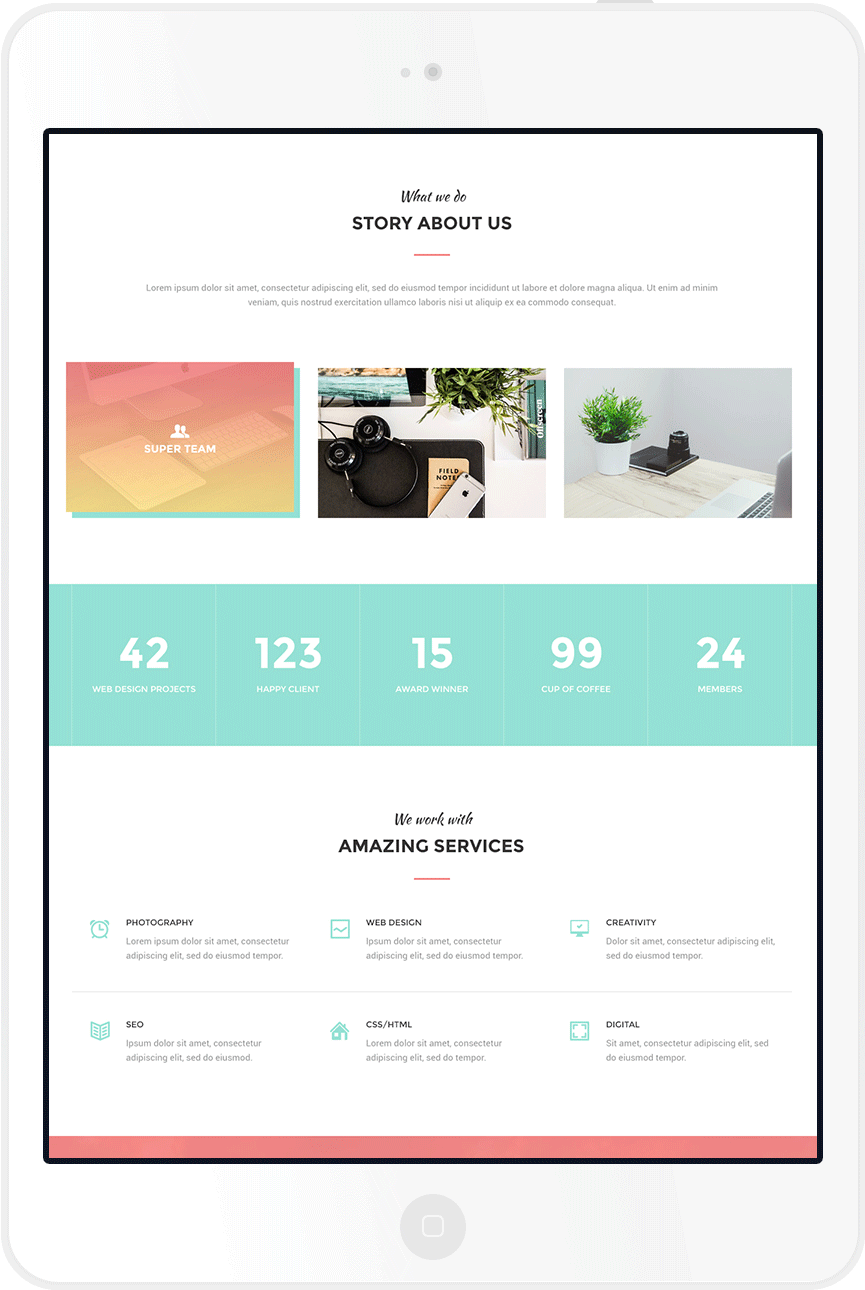 What we do
STORY ABOUT US
Lorem ipsum dolor sit amet, consectetur adipiscing elit, sed do eiusmod tempor incididunt ut labore et dolore magna aliqua. Ut enim ad minim
veniam, quis nostrud exercitation ullamco laboris nisi ut aliquip ex ea commodo consequat.
SUPER TEAM
Offscreen
FIELD
NOTES
42
WEB DESIGN PROJECTS
123
HAPPY CLIENT
15
AWARD WINNER
99
CUP OF COFFEE
24
MEMBERS
We work with
AMAZING SERVICES
PHOTOGRAPHY
Lorem ipsum dolor sit amet, consectetur
adipiscing elit, sed do eiusmod tempor.
WEB DESIGN
Ipsum dolor sit amet, consectetur
adipiscing elit, sed do eiusmod tempor.
CREATIVITY
Dolor sit amet, consectetur adipiscing elit,
sed do eiusmod tempor.
SEO
Ipsum dolor sit amet, consectetur
adipiscing elit, sed do eiusmod.
CSS/HTML
Lorem dolor sit amet, consectetur
adipiscing elit, sed do tempor.
DIGITAL
Sit amet, consectetur adipiscing elit, sed
do eiusmod tempor.